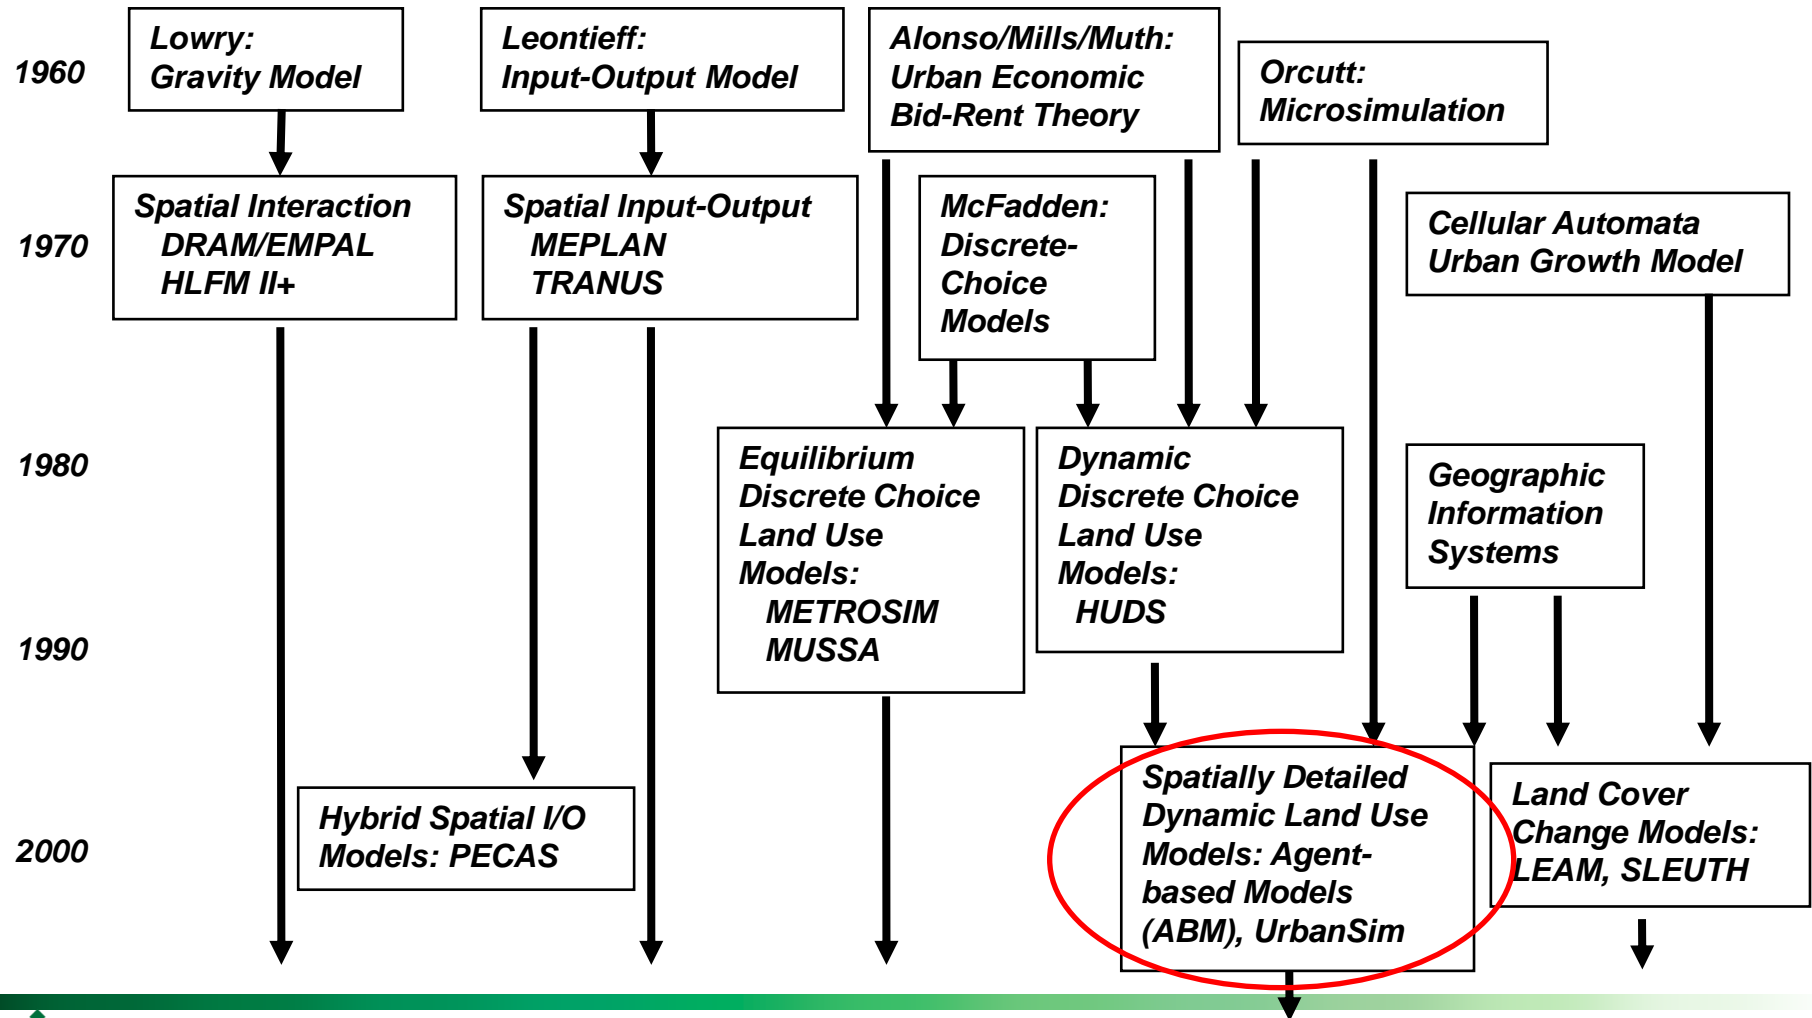 1960
Lowry:
Gravity Model
Leontieff:
Input-Output Model
Alonso/Mills/Muth:
Urban Economic
Bid-Rent Theory
Orcutt:
Microsimulation
1970
Spatial Interaction
DRAM/EMPAL
HLFM II+
Spatial Input-Output
MEPLAN
TRANUS
McFadden:
Discrete-
Choice
Models
Cellular Automata
Urban Growth Model
1980
Equilibrium
Discrete Choice
Land Use
Models:
METROSIM
MUSSA
Dynamic
Discrete Choice
Land Use
Models:
HUDS
Geographic
Information
Systems
1990
2000
Hybrid Spatial I/O
Models: PECAS
Spatially Detailed
Dynamic Land Use
Models: Agent-
based Models
(ABM), UrbanSim
Land Cover
Change Models:
LEAM, SLEUTH